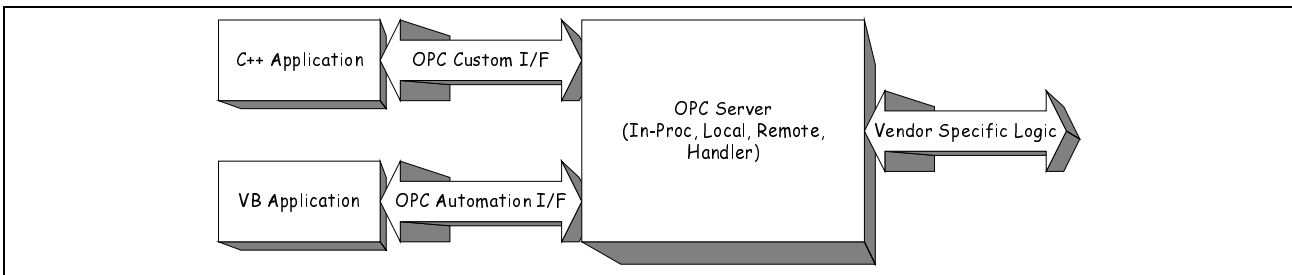 C++ Application
OPC Custom I/F
OPC Server
(In-Proc, Local, Remote,
Handler)
Vendor Specific Logic
VB Application
OPC Automation I/F